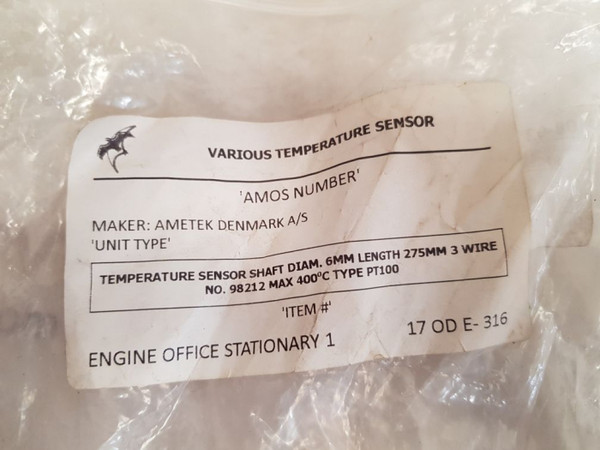 VARIOUS TEMPERATURE SENSOR
'AMOS NUMBER'
MAKER: AMETEK DENMARK A/S
'UNIT TYPE'
TEMPERATURE SENSOR SHAFT DIAM. 6MM LENGTH 275MM 3 WIRE
NO. 98212 MAX 400°C TYPE PT100
'ITEM #'
ENGINE OFFICE STATIONARY 1 17 OD E- 316